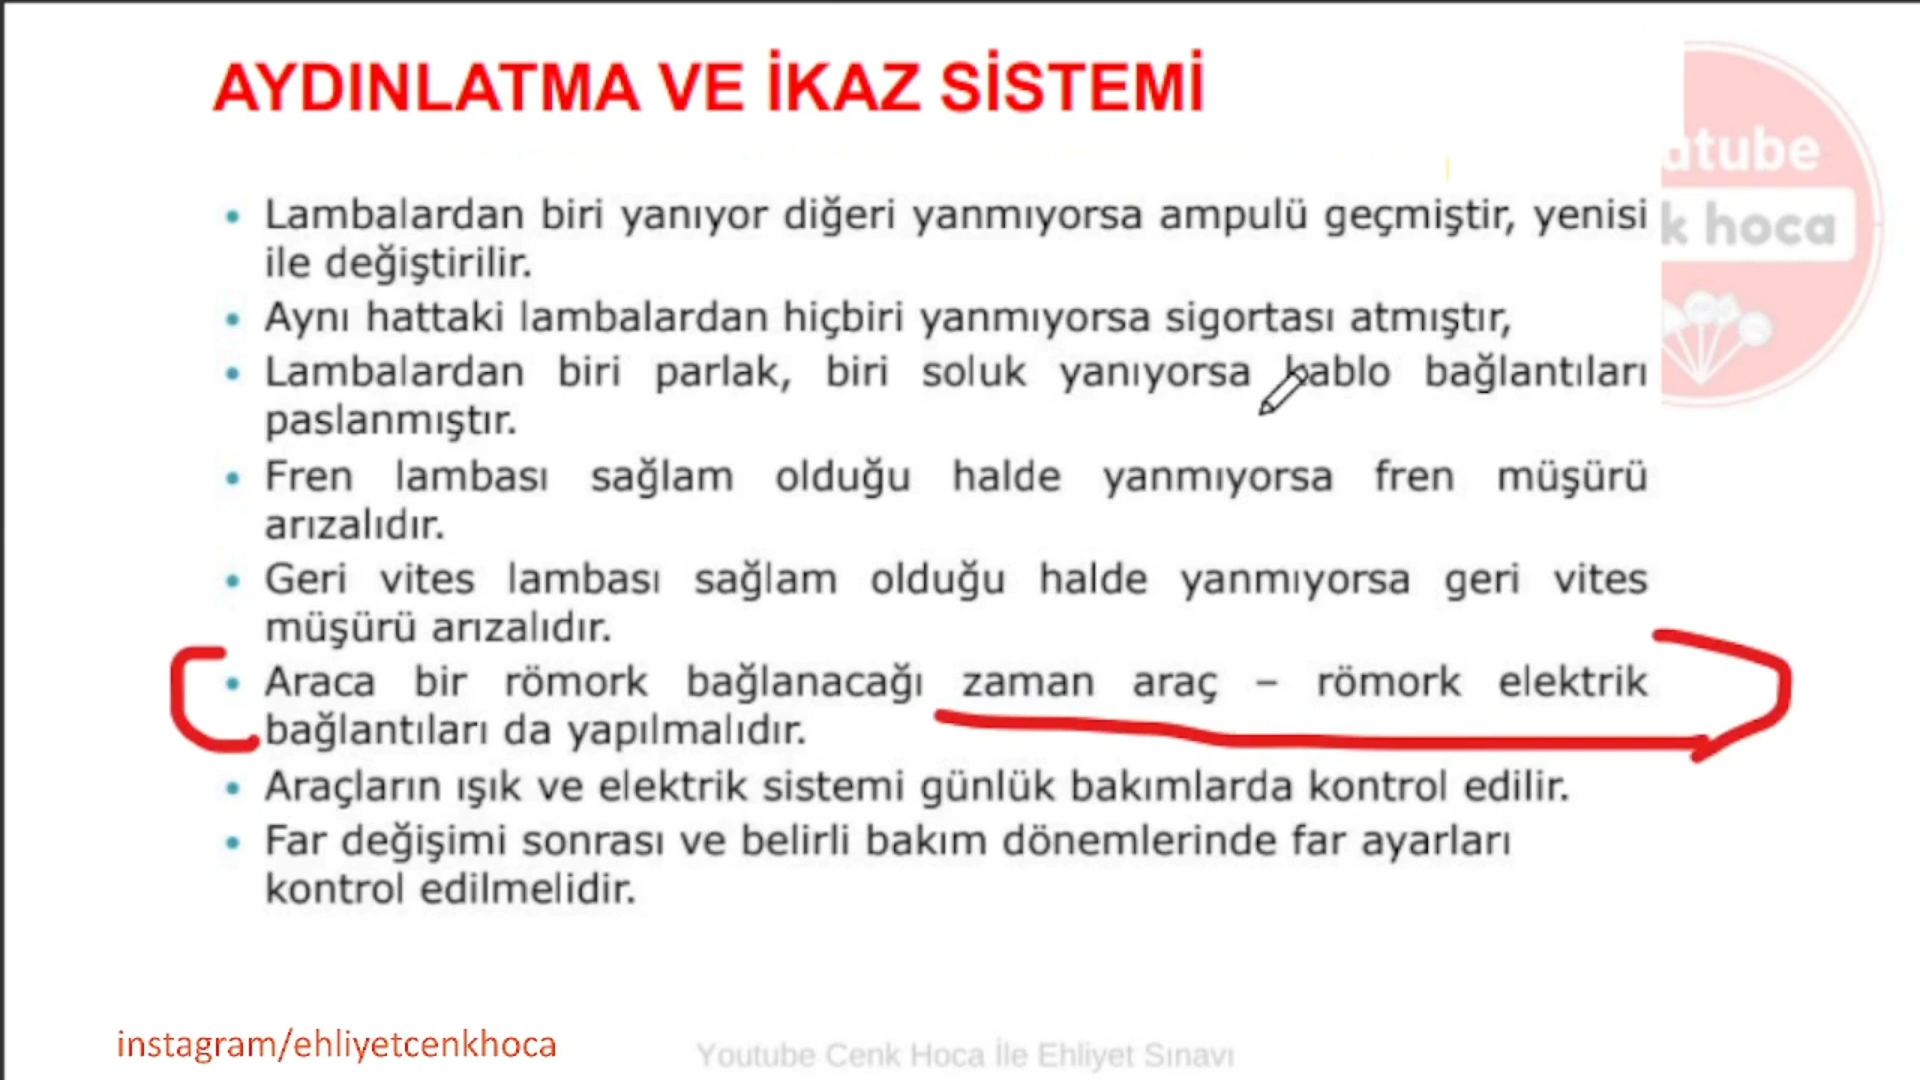 AYDINLATMA VE İKAZ SİSTEMİ
• Lambalardan biri yanıyor diğeri yanmıyorsa ampulü geçmiştir, yenisi
ile değiştirilir.
• Aynı hattaki lambalardan hiçbiri yanmıyorsa sigortası atmıştır,
• Lambalardan biri parlak, biri soluk yanıyorsa kablo bağlantıları
paslanmıştır.
• Fren lambası sağlam olduğu halde yanmıyorsa fren müşürü
arızalıdır.
• Geri vites lambası sağlam olduğu halde yanmıyorsa geri vites
müşürü arızalıdır.
• Araca bir römork bağlanacağı zaman araç – römork elektrik
bağlantıları da yapılmalıdır.
• Araçların ışık ve elektrik sistemi günlük bakımlarda kontrol edilir.
• Far değişimi sonrası ve belirli bakım dönemlerinde far ayarları
kontrol edilmelidir.
utube
k hoca
instagram/ehliyetcenkhoca
Youtube Cenk Hoca İle Ehliyet Sınavı